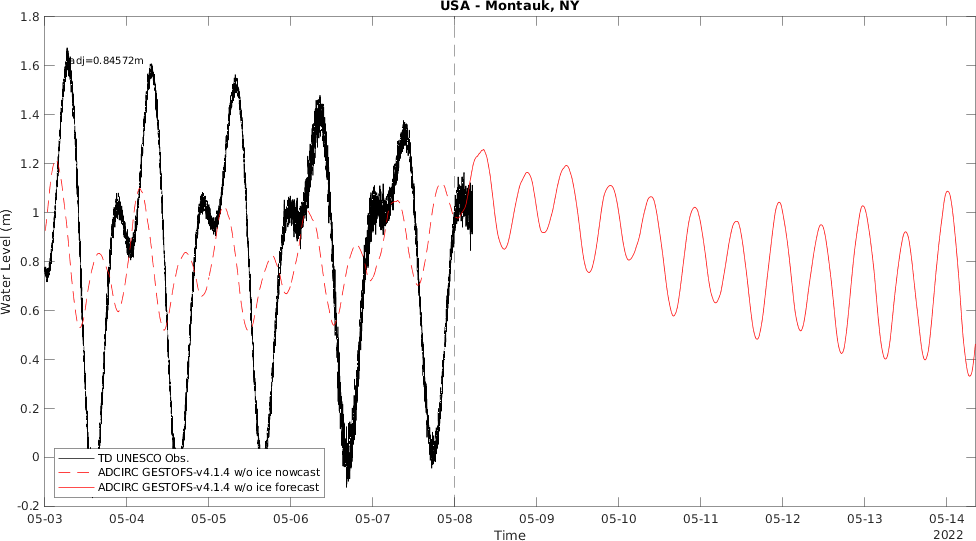 USA - Montauk, NY
1.8
1.6
1.4
1.2
1
0.8
0.6
0.4
0.2
0
-0.2
Water Level (m)
adj=0.84572m
TD UNESCO Obs.
ADCIRC GESTOFS-v4.1.4 w/o ice nowcast
ADCIRC GESTOFS-v4.1.4 w/o ice forecast
05-03 05-04 05-05 05-06 05-07 05-08 05-09 05-10 05-11 05-12 05-13 05-14
Time
2022